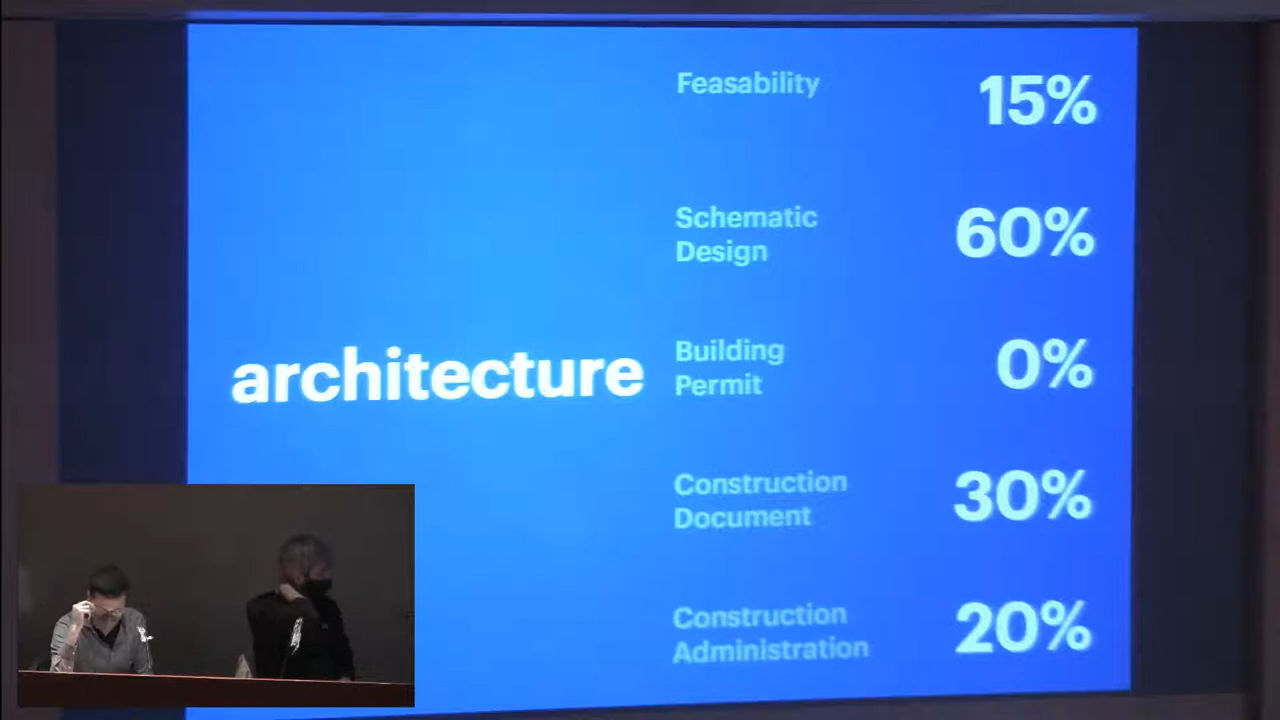 architecture
Feasability
15%
Schematic
Design
60%
Building
Permit
0%
Construction
Document
30%
Construction
Administration
20%